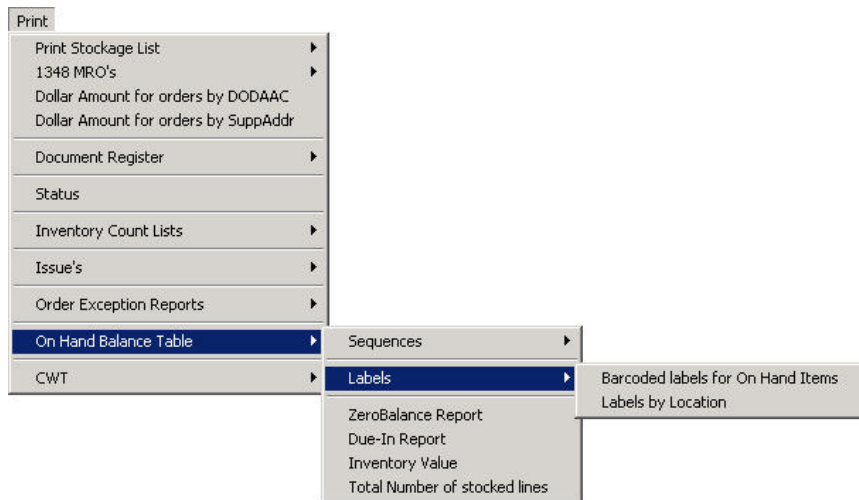 Print
Print Stockage List
1348 MRO's
Dollar Amount for orders by DODAAC
Dollar Amount for orders by SuppAddr
Document Register
Status
Inventory Count Lists
Issue's
Order Exception Reports
On Hand Balance Table
CWT
Sequences
Labels
ZeroBalance Report
Due-In Report
Inventory Value
Total Number of stocked lines
Barcoded labels for On Hand Items
Labels by Location